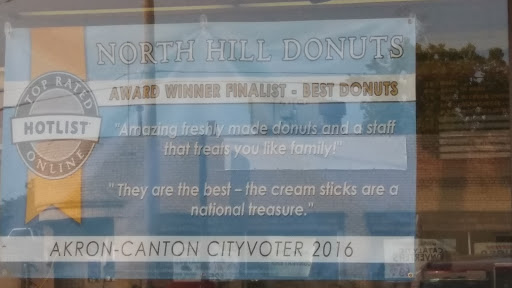 NORTH HILL DONUTS
AWARD WINNER FINALIST - BEST DONUTS
TOP RATED
HOTLIST
ONLINE
"Amazing freshly made donuts and a staff
that treats you like family!"
"They are the best – the cream sticks are a
national treasure."
AKRON-CANTON CITYVOTER 2016